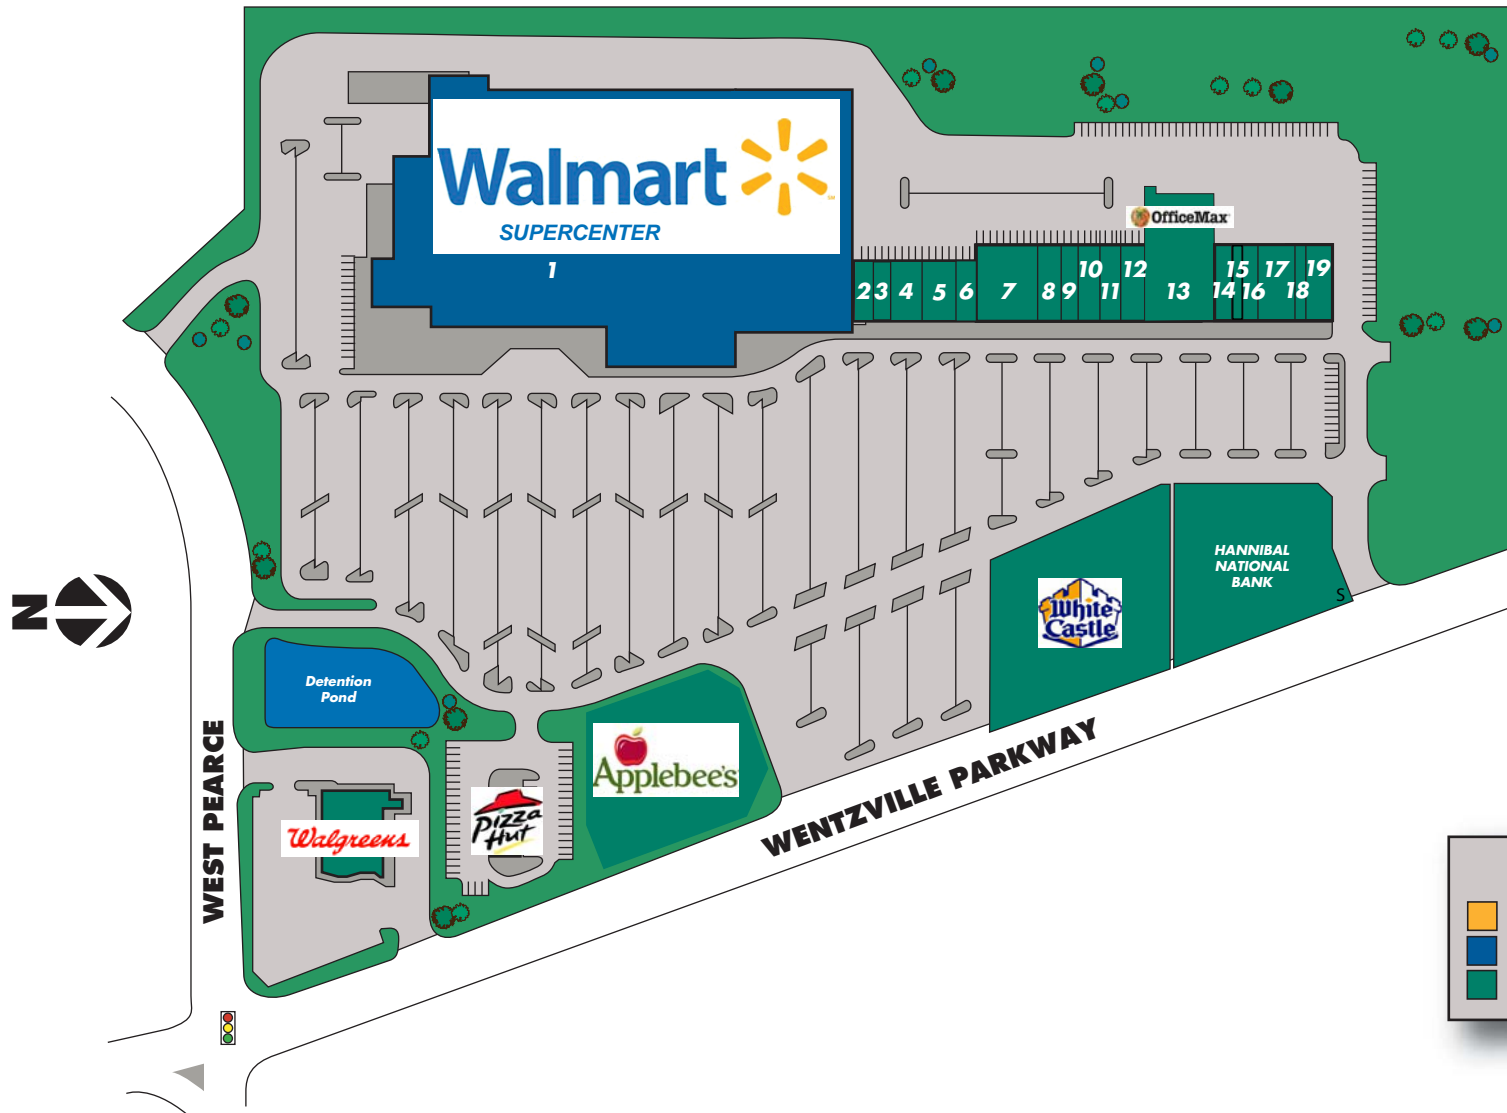 Walmart
SM
SUPERCENTER
1
OfficeMax
2
3
4
5
6
7
8
9
10
11
12
13
14
15
16
17
18
19
HANNIBAL
NATIONAL
BANK
S
White
Castle
N
Detention
Pond
Applebee's
Pizza
Hut
Walgreens
WEST PEARCE
WENTZVILLE PARKWAY